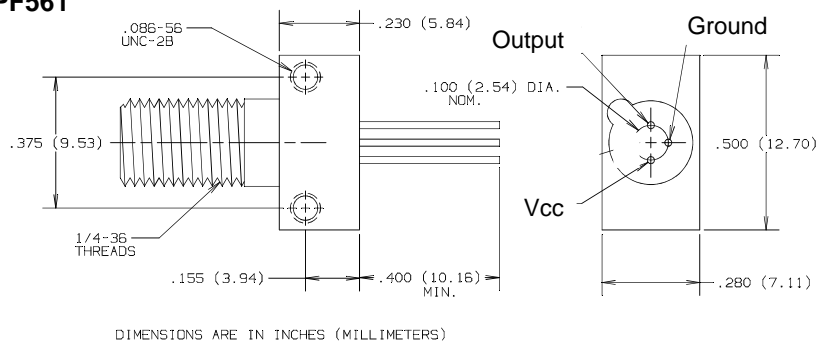 PF561
.086-56
UNC-2B
.230 (5.84)
Output
Ground
.100 (2.54) DIA.
NOM.
.375 (9.53)
.500 (12.70)
Vcc
1/4-36
THREADS
.155 (3.94)
.400 (10.16)
MIN.
.280 (7.11)
DIMENSIONS ARE IN INCHES (MILLIMETERS)